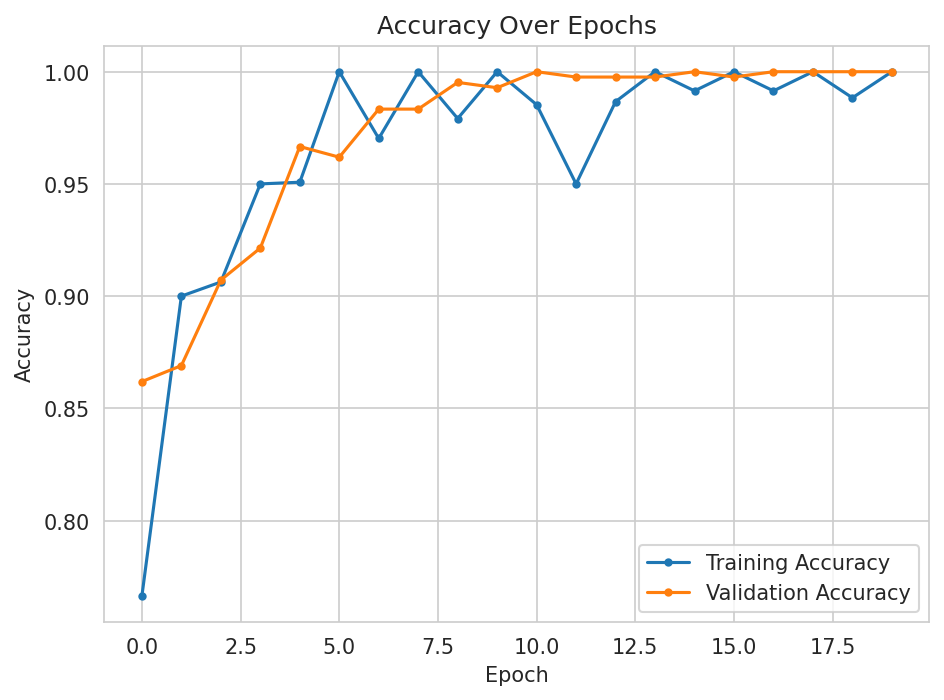 Accuracy Over Epochs
1.00
0.95
0.90
0.85
0.80
Accuracy
Training Accuracy
Validation Accuracy
0.0 2.5 5.0 7.5 10.0 12.5 15.0 17.5
Epoch